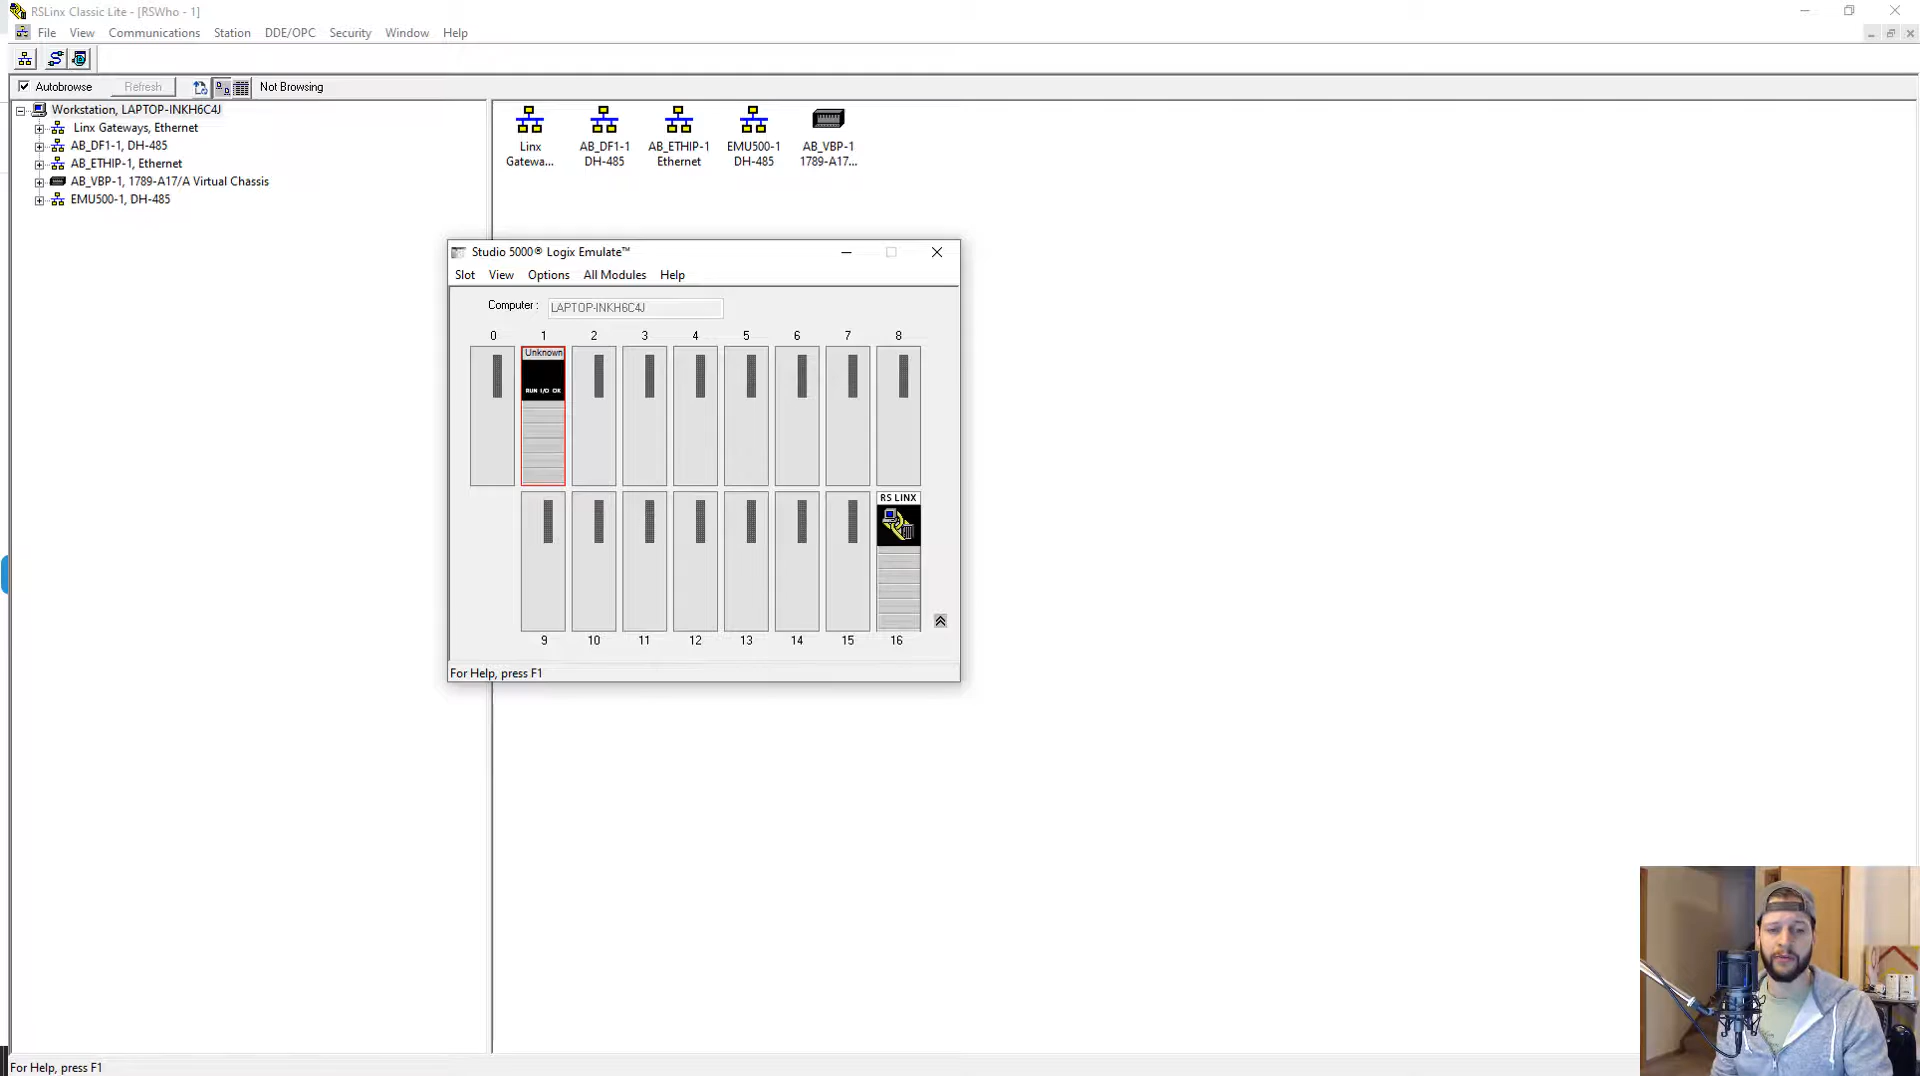 RSLinx Classic Lite - [RSWho - 1]
File View Communications Station DDE/OPC Security Window Help
Autobrowse Refresh Not Browsing
Workstation, LAPTOP-INKH6C4J
Linx Gateways, Ethernet
AB_DF1-1, DH-485
AB_ETHIP-1, Ethernet
AB_VBP-1, 1789-A17/A Virtual Chassis
EMU500-1, DH-485
Linx Gatewa...
AB_DF1-1 DH-485
AB_ETHIP-1 Ethernet
EMU500-1 DH-485
AB_VBP-1 1789-A17...
Studio 5000® Logix Emulate™
Slot View Options All Modules Help
Computer : LAPTOP-INKH6C4J
0 1 2 3 4 5 6 7 8
Unknown
RUN I/O OK
RS LINX
9 10 11 12 13 14 15 16
For Help, press F1
For Help, press F1